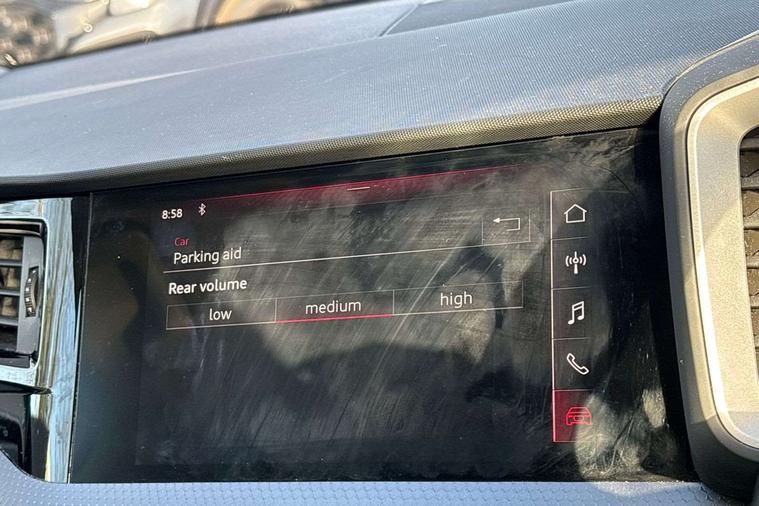 8:58
Car
Parking aid
Rear volume
low medium high